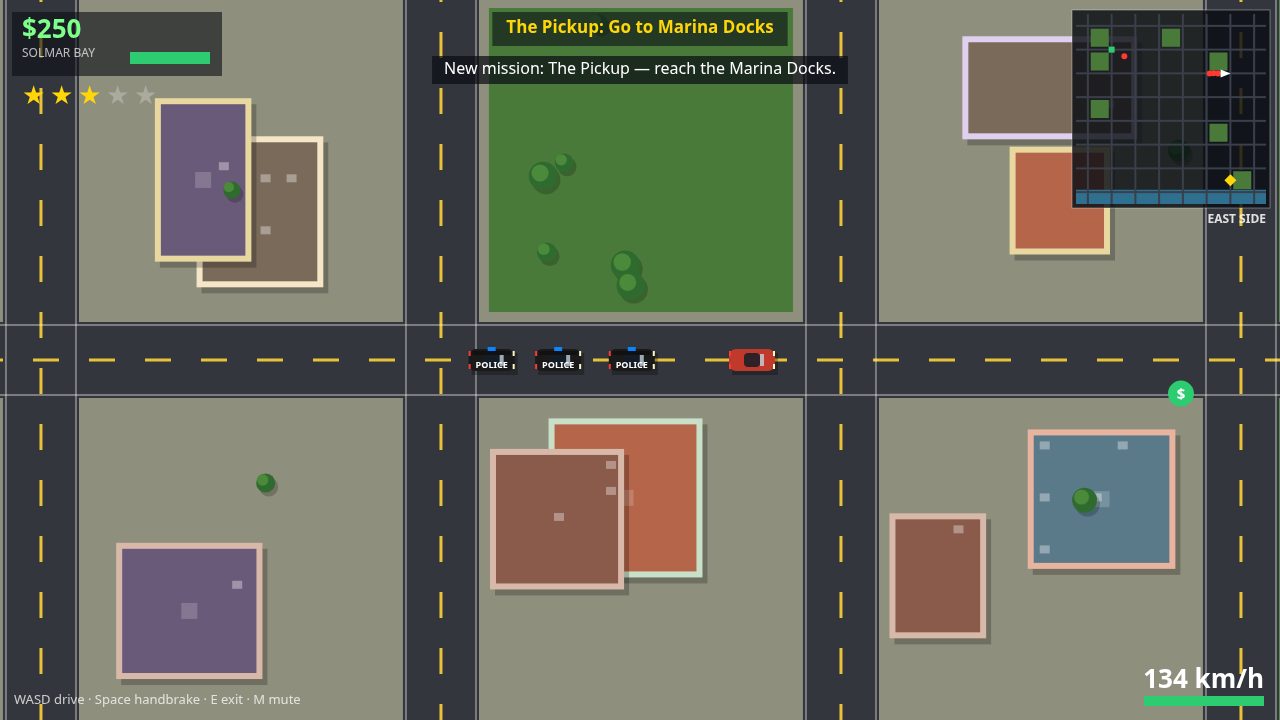 $250
SOLMAR BAY
The Pickup: Go to Marina Docks
New mission: The Pickup — reach the Marina Docks.
EAST SIDE
POLICE
POLICE
POLICE
$
134 km/h
WASD drive · Space handbrake · E exit · M mute